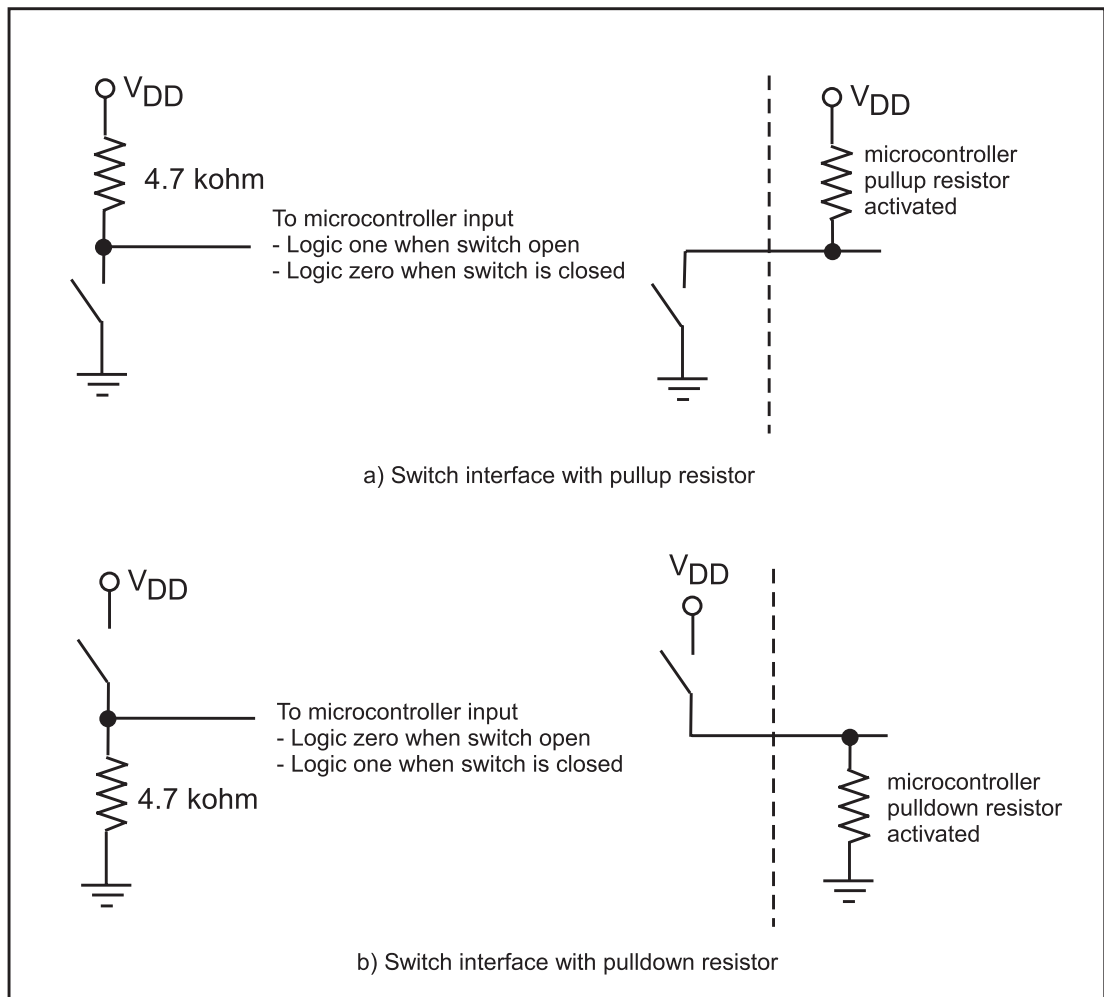 VDD
4.7 kohm
To microcontroller input
- Logic one when switch open
- Logic zero when switch is closed
VDD
microcontroller
pullup resistor
activated
a) Switch interface with pullup resistor
VDD
4.7 kohm
To microcontroller input
- Logic zero when switch open
- Logic one when switch is closed
VDD
microcontroller
pulldown resistor
activated
b) Switch interface with pulldown resistor